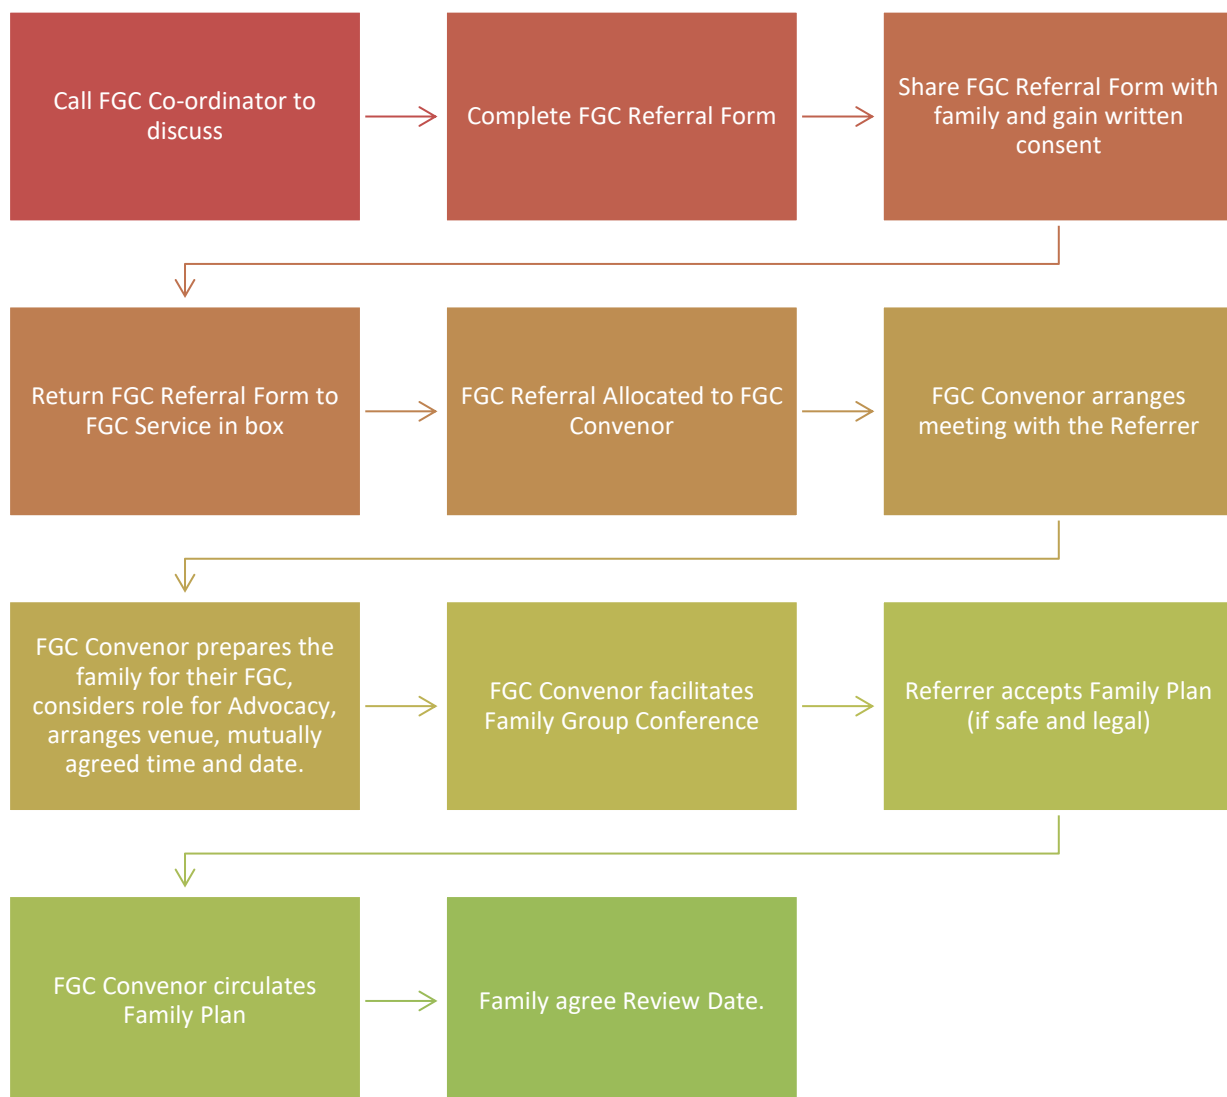 Call FGC Co-ordinator to
discuss
Complete FGC Referral Form
Share FGC Referral Form with
family and gain written
consent
Return FGC Referral Form to
FGC Service in box
FGC Referral Allocated to FGC
Convenor
FGC Convenor arranges
meeting with the Referrer
FGC Convenor prepares the
family for their FGC,
considers role for Advocacy,
arranges venue, mutually
agreed time and date.
FGC Convenor facilitates
Family Group Conference
Referrer accepts Family Plan
(if safe and legal)
FGC Convenor circulates
Family Plan
Family agree Review Date.